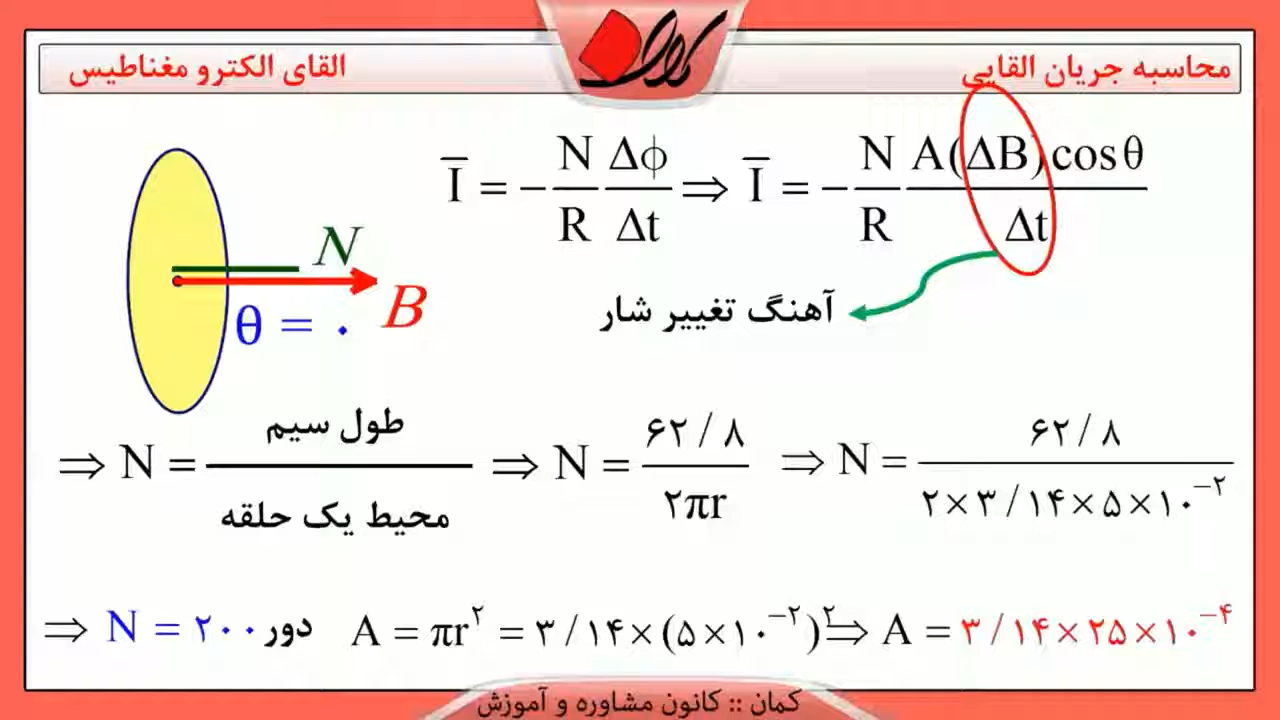 محاسبه جریان القایی
القای الکترو مغناطیس
کمان
I̅ = −(N/R)(Δϕ/Δt) ⇒ I̅ = −(N/R)(A(ΔB)cosθ/Δt)
آهنگ تغییر شار
N
B
θ = ۰
⇒ N = طول سیم / محیط یک حلقه ⇒ N = (۶۲/۸)/(۲πr) ⇒ N = (۶۲/۸)/(۲×۳/۱۴×۵×۱۰⁻²)
⇒ N = ۲۰۰ دور A = πr² = ۳/۱۴×(۵×۱۰⁻²)² ⇒ A = ۳/۱۴×۲۵×۱۰⁻⁴
کمان :: کانون مشاوره و آموزش